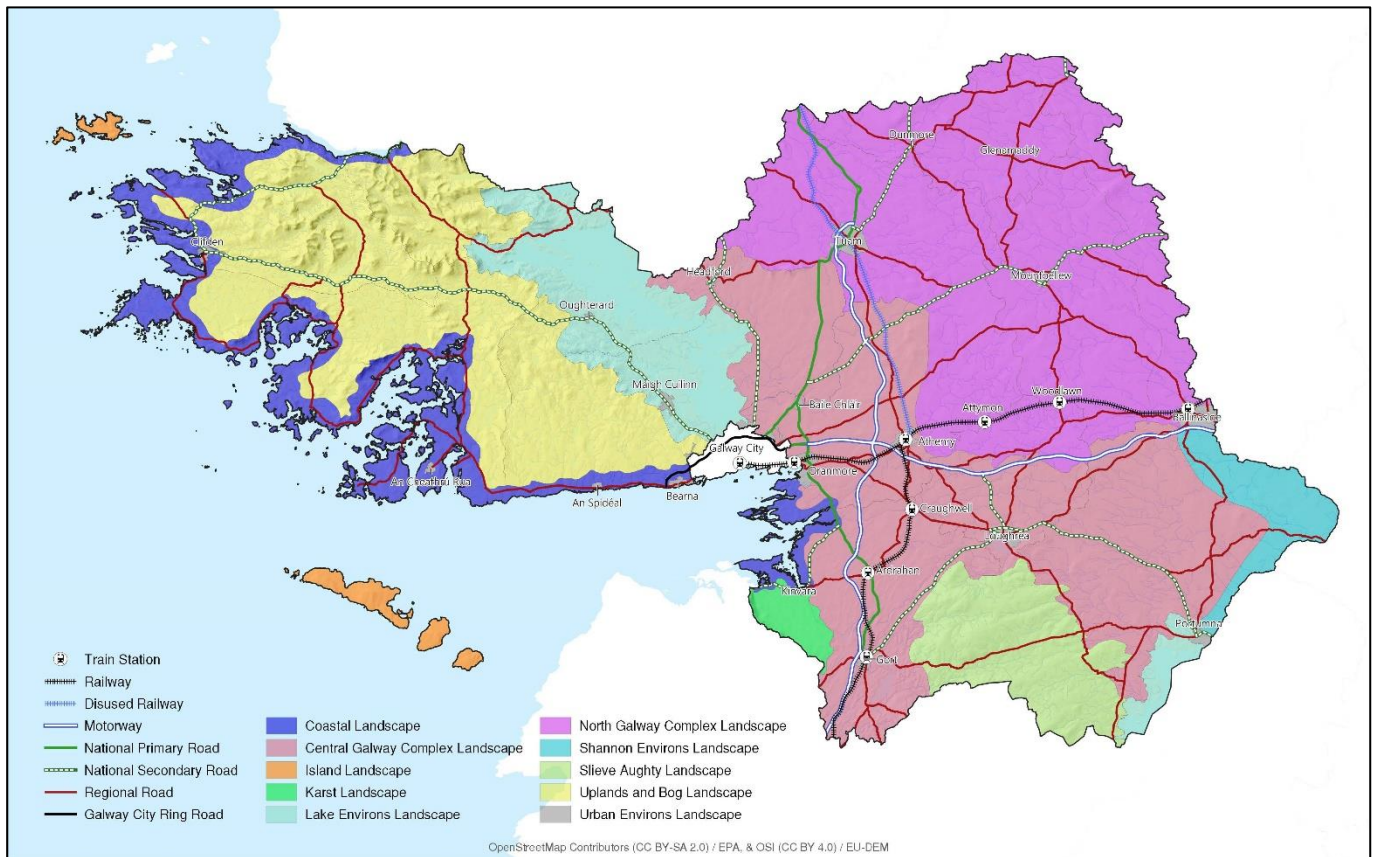 Dunmore
Glenamaddy
Tuam
Clifden
Headford
Mountbellew
Oughterard
Maigh Cuilinn
Baile Chláir
Woodlawn
Attymon
Ballinasloe
Galway City
Athenry
Oranmore
An Cheathrú Rua
Bearna
An Spidéal
Craughwell
Loughrea
Ardrahan
Kinvara
Portumna
Gort
Train Station
Railway
Disused Railway
Motorway
National Primary Road
National Secondary Road
Regional Road
Galway City Ring Road
Coastal Landscape
Central Galway Complex Landscape
Island Landscape
Karst Landscape
Lake Environs Landscape
North Galway Complex Landscape
Shannon Environs Landscape
Slieve Aughty Landscape
Uplands and Bog Landscape
Urban Environs Landscape
OpenStreetMap Contributors (CC BY-SA 2.0) / EPA, & OSI (CC BY 4.0) / EU-DEM